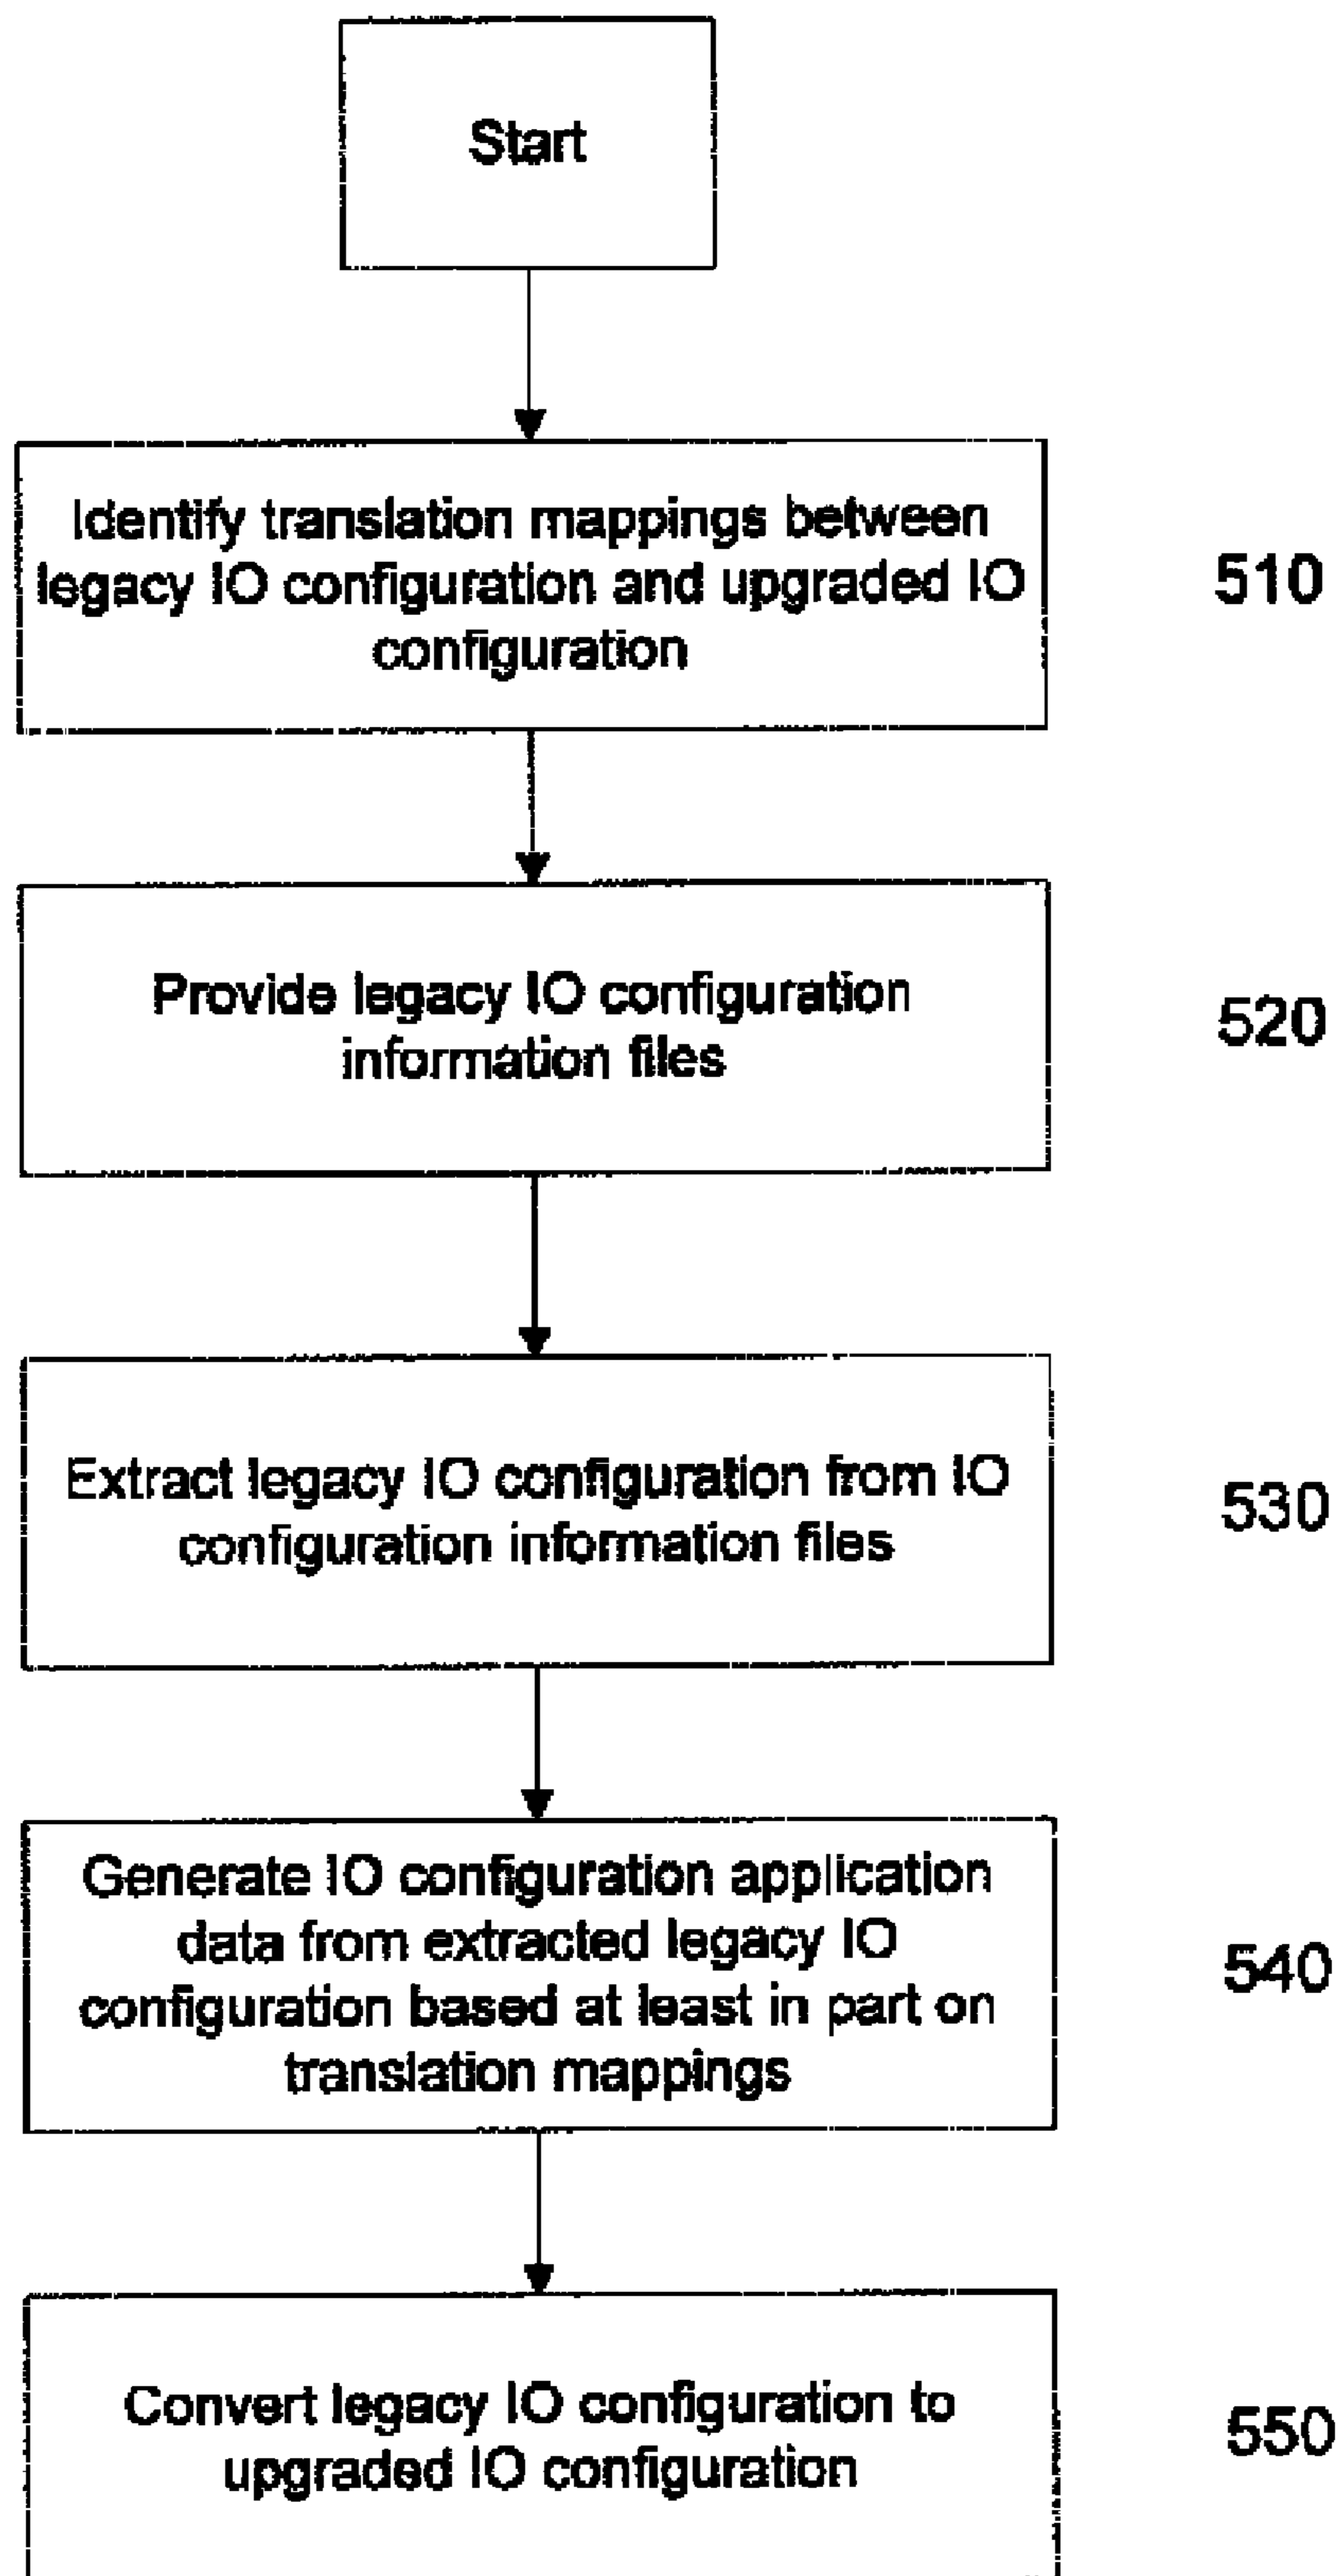 Start
Identify translation mappings between
legacy IO configuration and upgraded IO
configuration
510
Provide legacy IO configuration
information files
520
Extract legacy IO configuration from IO
configuration information files
530
Generate IO configuration application
data from extracted legacy IO
configuration based at least in part on
translation mappings
540
Convert legacy IO configuration to
upgraded IO configuration
550